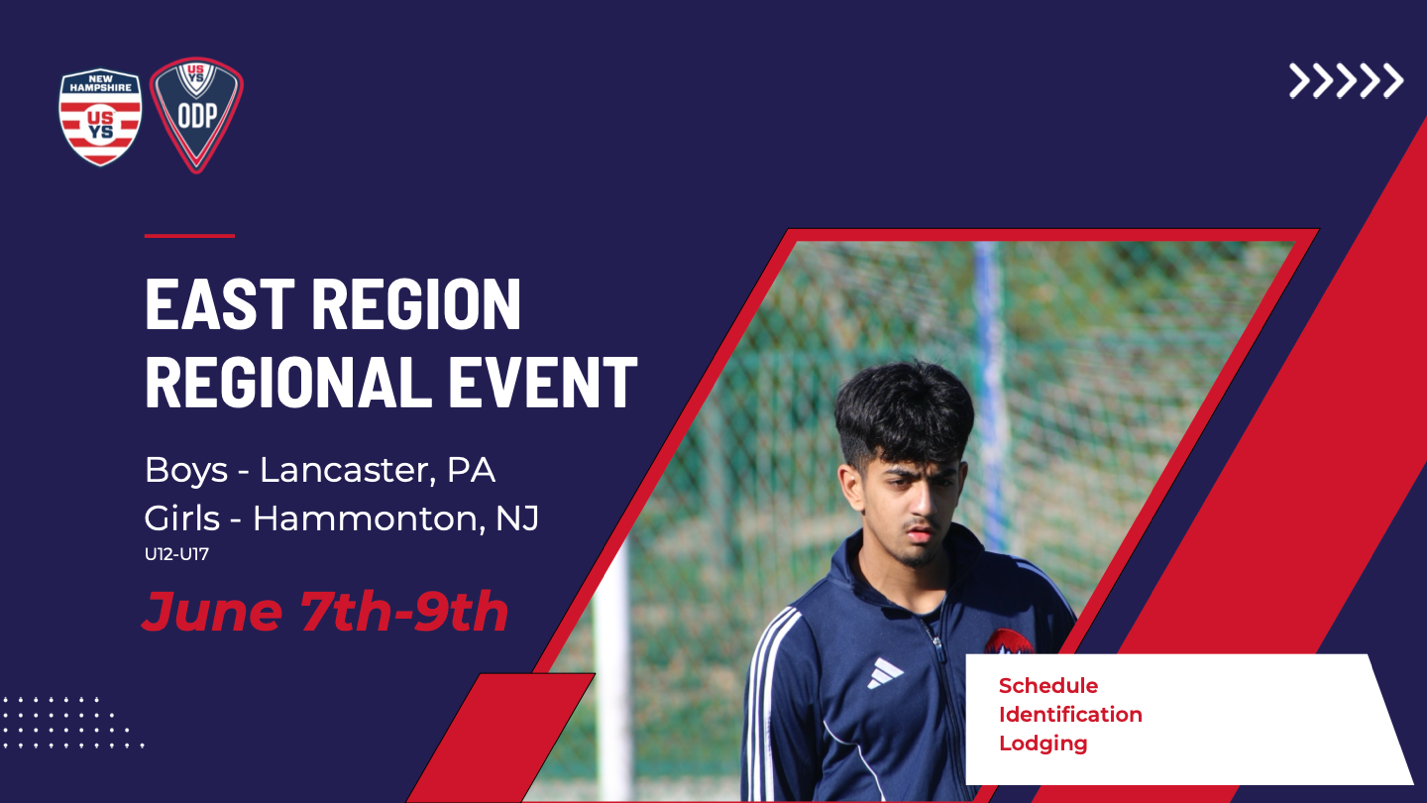 NEW
HAMPSHIRE
US
YS
US
YS
ODP
EAST REGION
REGIONAL EVENT
Boys - Lancaster, PA
Girls - Hammonton, NJ
U12-U17
June 7th-9th
Schedule
Identification
Lodging